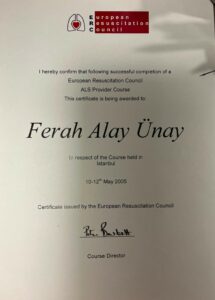 European
Resuscitation
Council
I hereby confirm that following successful completion of a
European Resuscitation Council
ALS Provider Course
This certificate is being awarded to
Ferah Alay Ünay
In respect of the Course held in
Istanbul
10-12th May 2005
Certificate issued by the European Resuscitation Council
Course Director